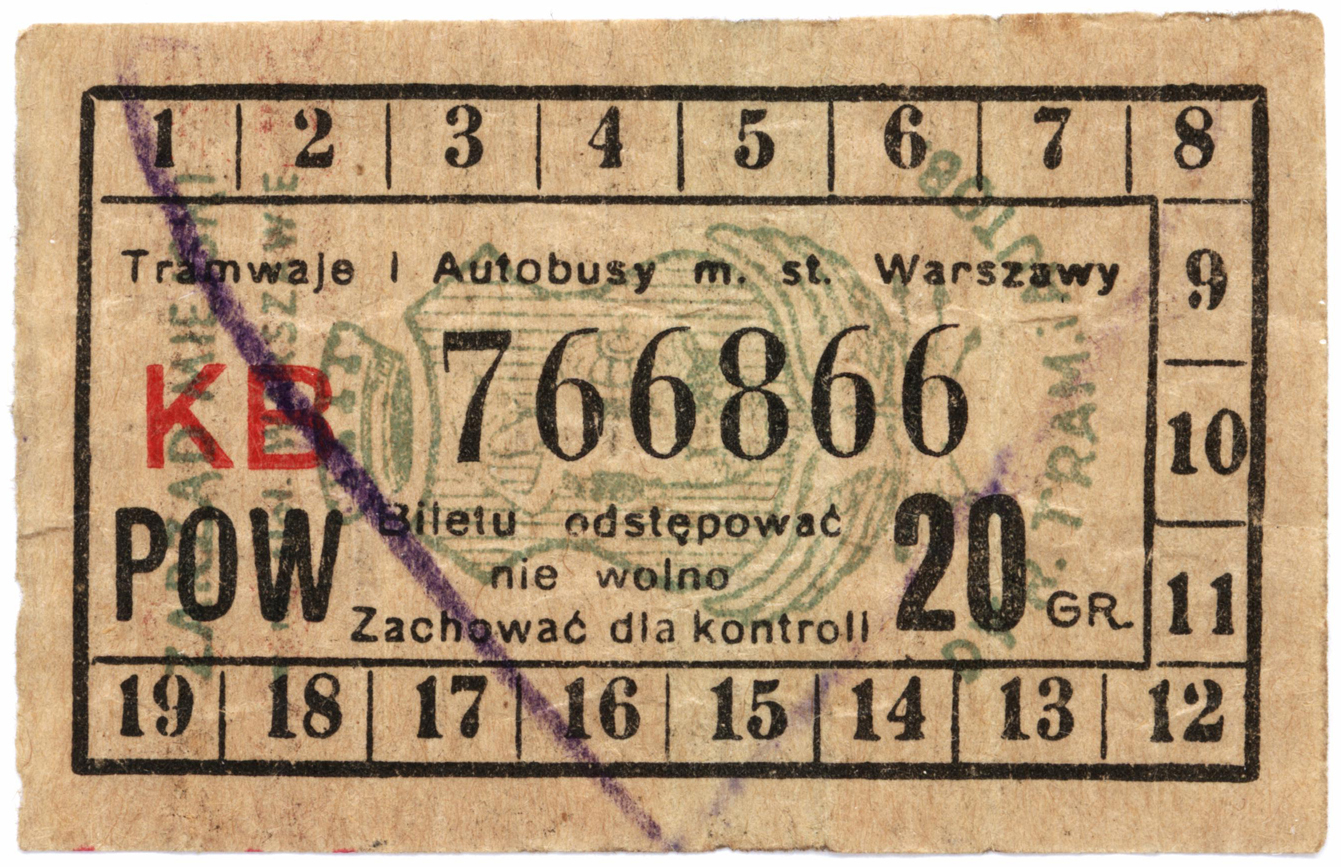 1 2 3 4 5 6 7 8
Tramwaje i Autobusy m. st. Warszawy
9
KB 766866
10
POW
Biletu odstępować
nie wolno
Zachować dla kontroli
20 GR.
11
19 18 17 16 15 14 13 12